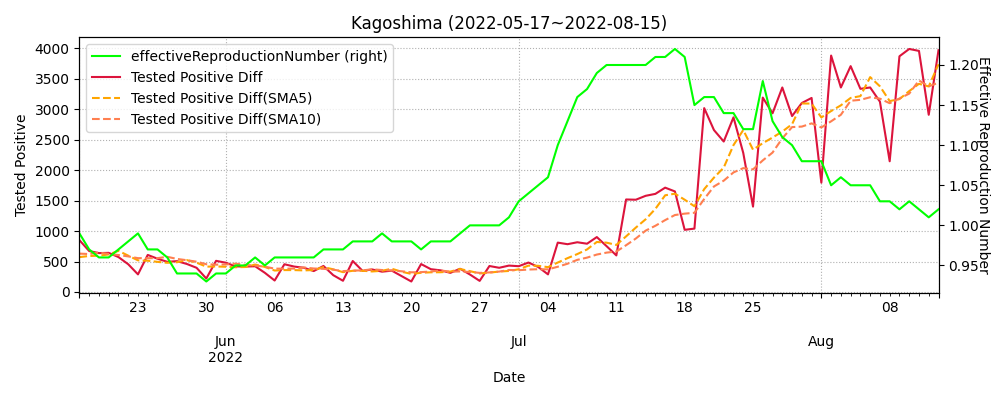 Kagoshima (2022-05-17~2022-08-15)
effectiveReproductionNumber (right)
Tested Positive Diff
Tested Positive Diff(SMA5)
Tested Positive Diff(SMA10)
Tested Positive
4000
3500
3000
2500
2000
1500
1000
500
0
1.20
1.15
1.10
1.05
1.00
0.95
Effective Reproduction Number
23 30 06 13 20 27 04 11 18 25 08
Jun Jul Aug
2022
Date